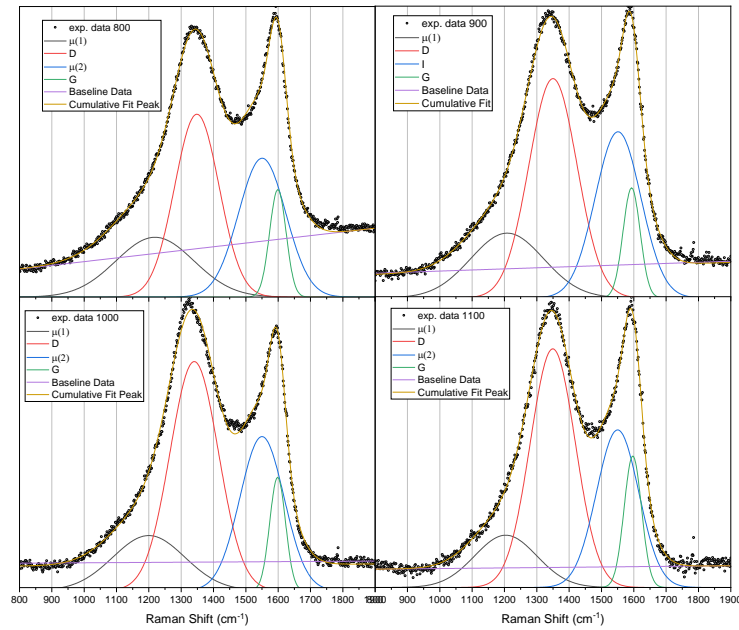 exp. data 800
μ(1)
D
μ(2)
G
Baseline Data
Cumulative Fit Peak
exp. data 900
μ(1)
D
I
G
Baseline Data
Cumulative Fit
exp. data 1000
μ(1)
D
μ(2)
G
Baseline Data
Cumulative Fit Peak
exp. data 1100
μ(1)
D
μ(2)
G
Baseline Data
Cumulative Fit Peak
800 900 1000 1100 1200 1300 1400 1500 1600 1700 1800
900 1000 1100 1200 1300 1400 1500 1600 1700 1800 1900
Raman Shift (cm⁻¹)
Raman Shift (cm⁻¹)